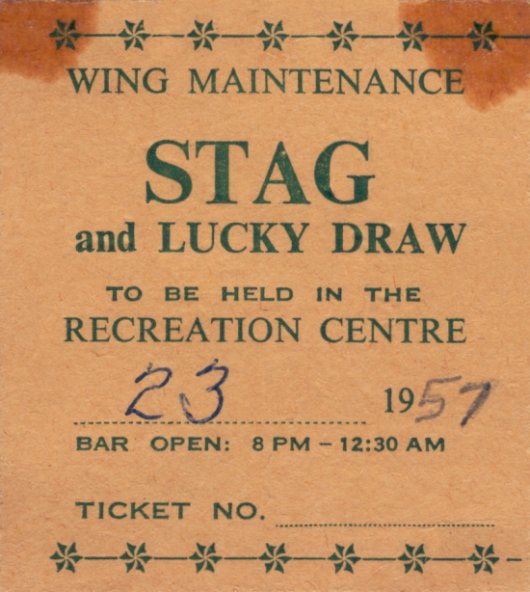 WING MAINTENANCE
STAG
and LUCKY DRAW
TO BE HELD IN THE
RECREATION CENTRE
23 1957
BAR OPEN: 8 PM – 12:30 AM
TICKET NO.